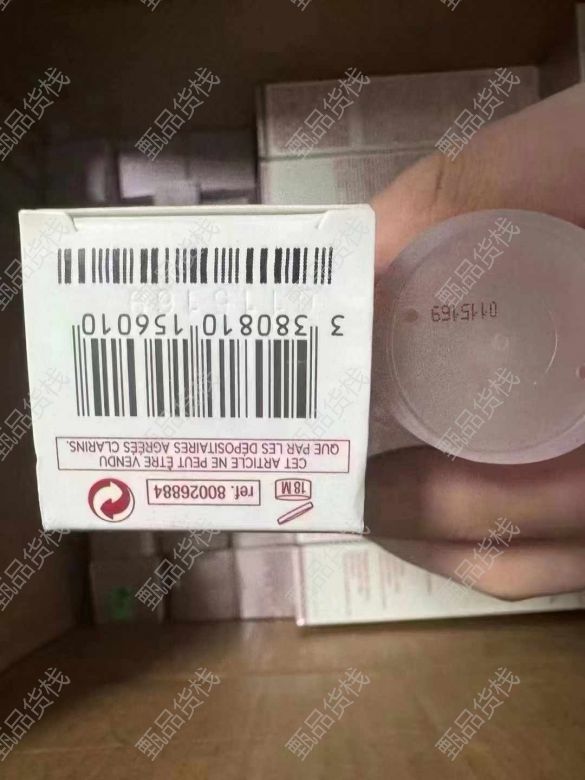 18 M
ref. 80026884
CET ARTICLE NE PEUT ÊTRE VENDU
QUE PAR LES DÉPOSITAIRES AGRÉÉS CLARINS.
3 380810 156010
0115169
甄品货栈